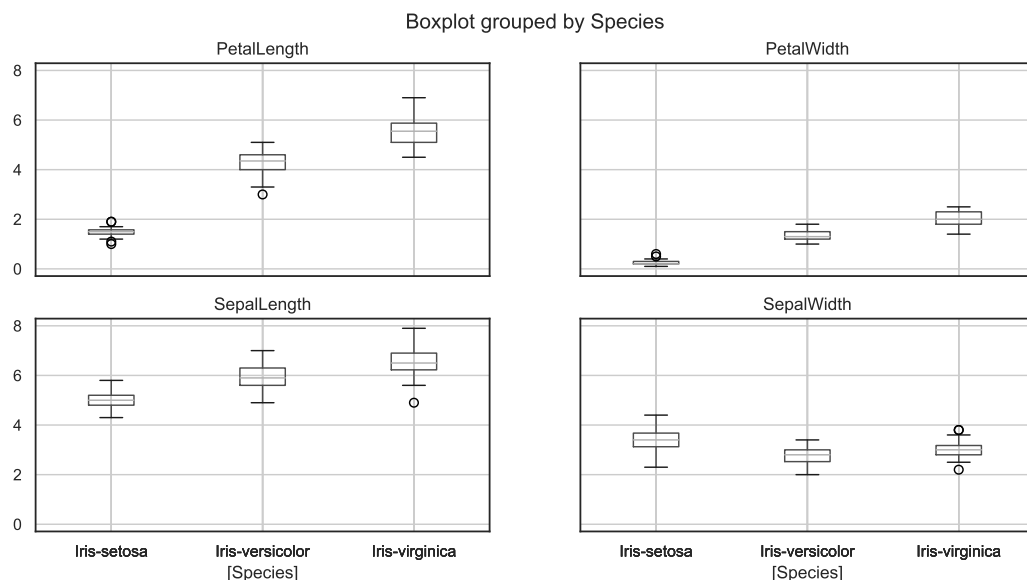 Boxplot grouped by Species
PetalLength
PetalWidth
8
6
4
2
0
SepalLength
SepalWidth
8
6
4
2
0
Iris-setosa Iris-versicolor Iris-virginica
Iris-setosa Iris-versicolor Iris-virginica
[Species]
[Species]